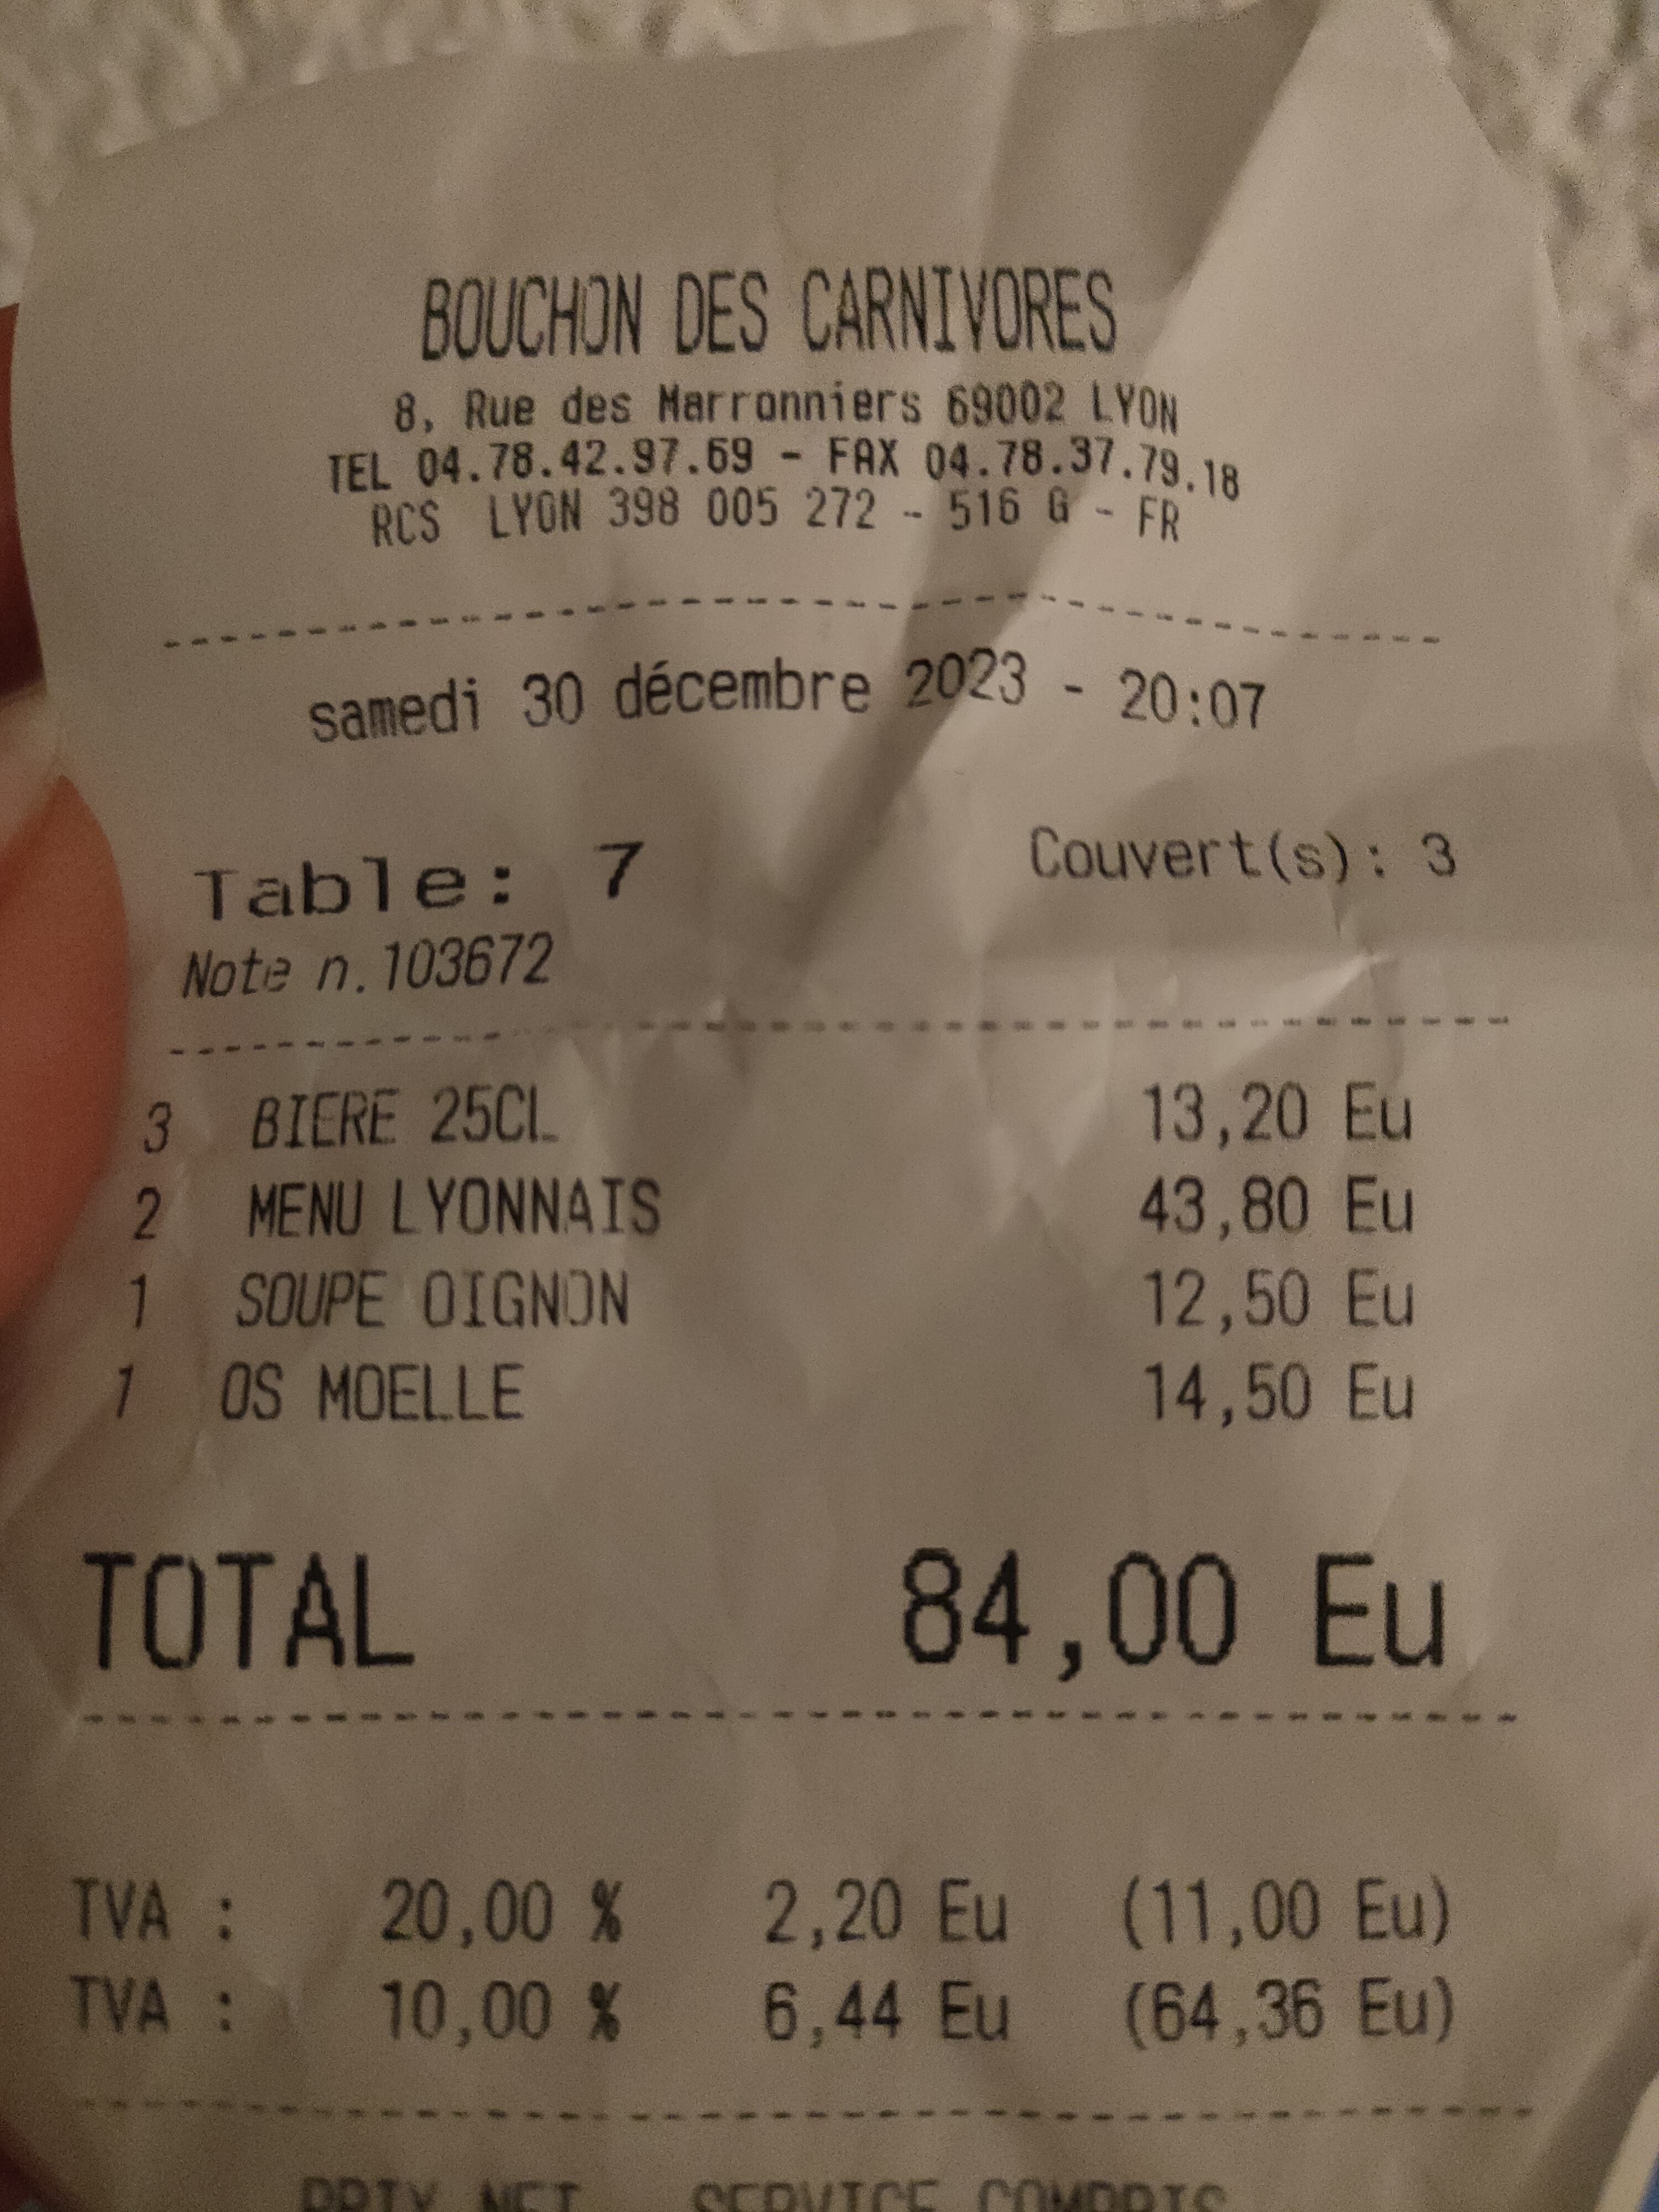 BOUCHON DES CARNIVORES
8, Rue des Marronniers 69002 LYON
TEL 04.78.42.97.69 - FAX 04.78.37.79.18
RCS LYON 398 005 272 - 516 G - FR
samedi 30 décembre 2023 - 20:07
Table: 7 Couvert(s): 3
Note n.103672
3 BIERE 25CL 13,20 Eu
2 MENU LYONNAIS 43,80 Eu
1 SOUPE OIGNON 12,50 Eu
1 OS MOELLE 14,50 Eu
TOTAL 84,00 Eu
TVA : 20,00 % 2,20 Eu (11,00 Eu)
TVA : 10,00 % 6,44 Eu (64,36 Eu)
PRIX NET SERVICE COMPRIS